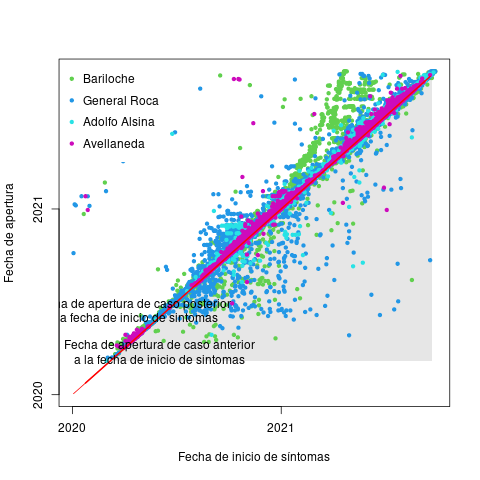 Bariloche
General Roca
Adolfo Alsina
Avellaneda
Fecha de apertura
2021
2020
de apertura de caso posterior
a fecha de inicio de sintomas
Fecha de apertura de caso anterior
a la fecha de inicio de sintomas
2020 2021
Fecha de inicio de síntomas